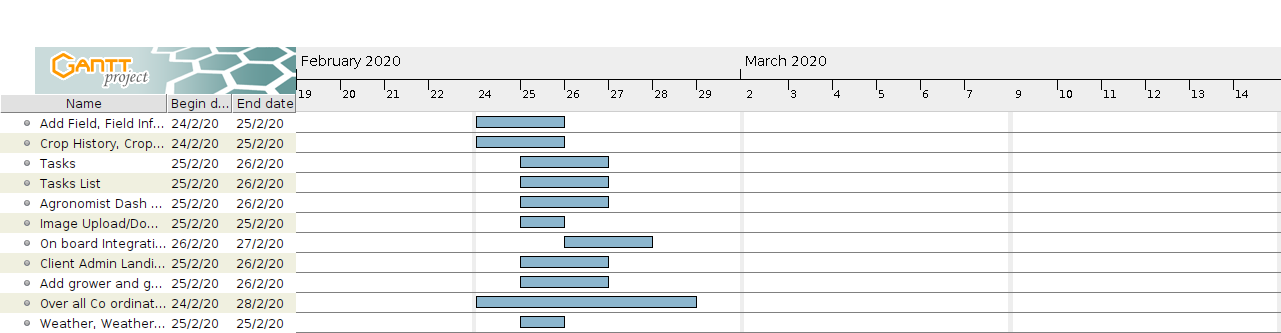 GANTT
project
February 2020
March 2020
19 20 21 22 24 25 26 27 28 29 2 3 4 5 6 7 9 10 11 12 13 14
Name Begin d... End date
Add Field, Field Inf... 24/2/20 25/2/20
Crop History, Crop... 24/2/20 25/2/20
Tasks 25/2/20 26/2/20
Tasks List 25/2/20 26/2/20
Agronomist Dash ... 25/2/20 26/2/20
Image Upload/Do... 25/2/20 25/2/20
On board Integrati... 26/2/20 27/2/20
Client Admin Landi... 25/2/20 26/2/20
Add grower and g... 25/2/20 26/2/20
Over all Co ordinat... 24/2/20 28/2/20
Weather, Weather... 25/2/20 25/2/20